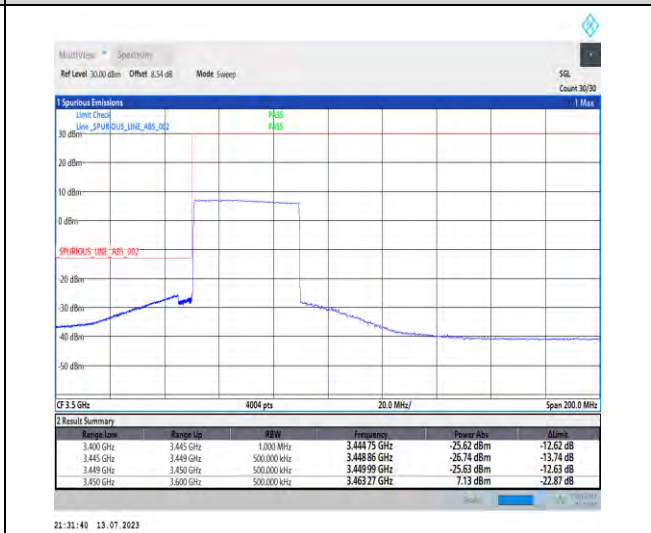 MultiView Spectrum
Ref Level 30.00 dBm Offset 8.54 dB Mode Sweep SGL
Count 30/30
1 Spurious Emissions 1 Max
Limit Check PASS
Line _SPURIOUS_LINE_ABS_002 PASS
30 dBm
20 dBm
10 dBm
0 dBm
SPURIOUS_LINE_ABS_002
-20 dBm
-30 dBm
-40 dBm
-50 dBm
CF 3.5 GHz 4004 pts 20.0 MHz/ Span 200.0 MHz
2 Result Summary
Range Low Range Up RBW Frequency Power Abs ΔLimit
3.400 GHz 3.445 GHz 1.000 MHz 3.444 75 GHz -25.62 dBm -12.62 dB
3.445 GHz 3.449 GHz 500.000 kHz 3.448 86 GHz -26.74 dBm -13.74 dB
3.449 GHz 3.450 GHz 500.000 kHz 3.449 99 GHz -25.63 dBm -12.63 dB
3.450 GHz 3.600 GHz 500.000 kHz 3.463 27 GHz 7.13 dBm -22.87 dB
21:31:40 13.07.2023